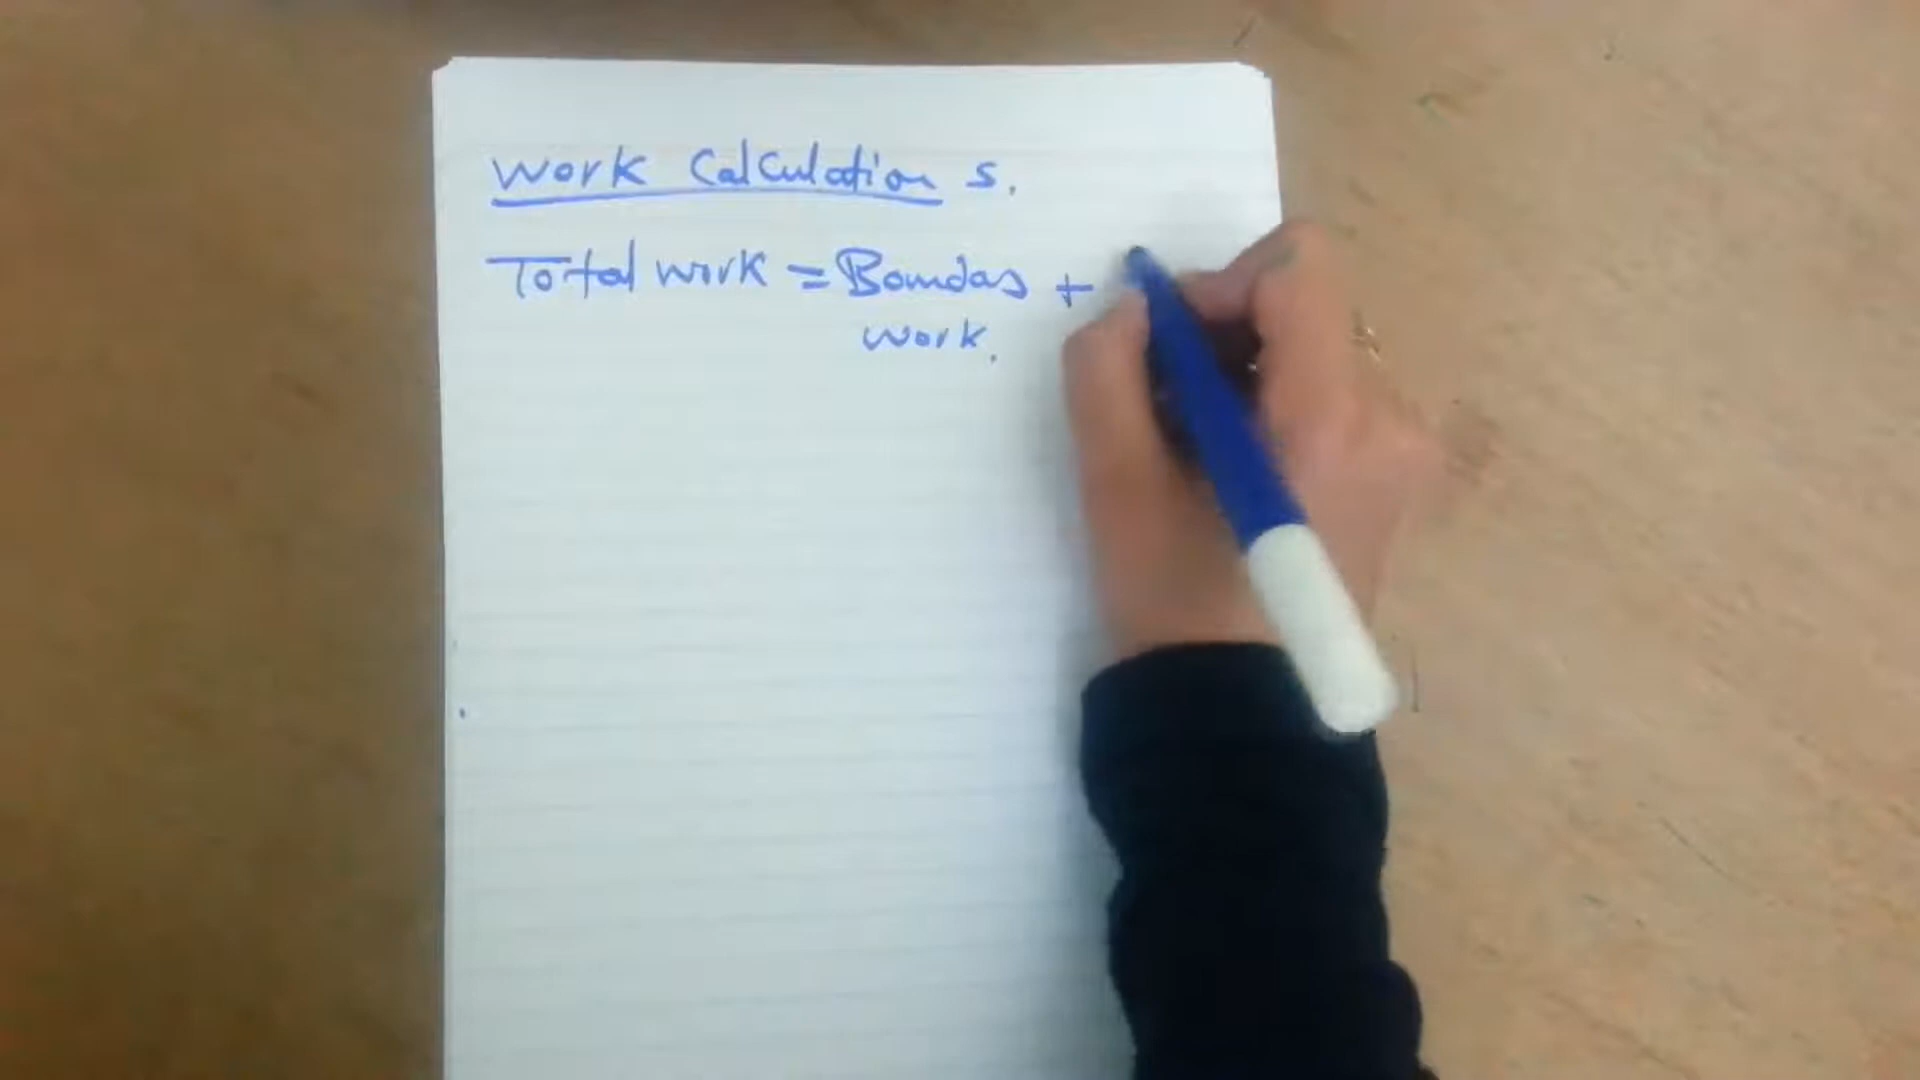 Work Calculation s.
Total work = Boundas +
work.